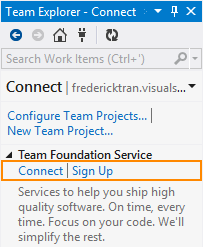 Team Explorer - Connect
Search Work Items (Ctrl+')
Connect | frederick​tran.visuals...
Configure Team Projects... |
New Team Project...
Team Foundation Service
Connect | Sign Up
Services to help you ship high
quality software. On time, every
time. Focus on your code. We'll
simplify the rest.